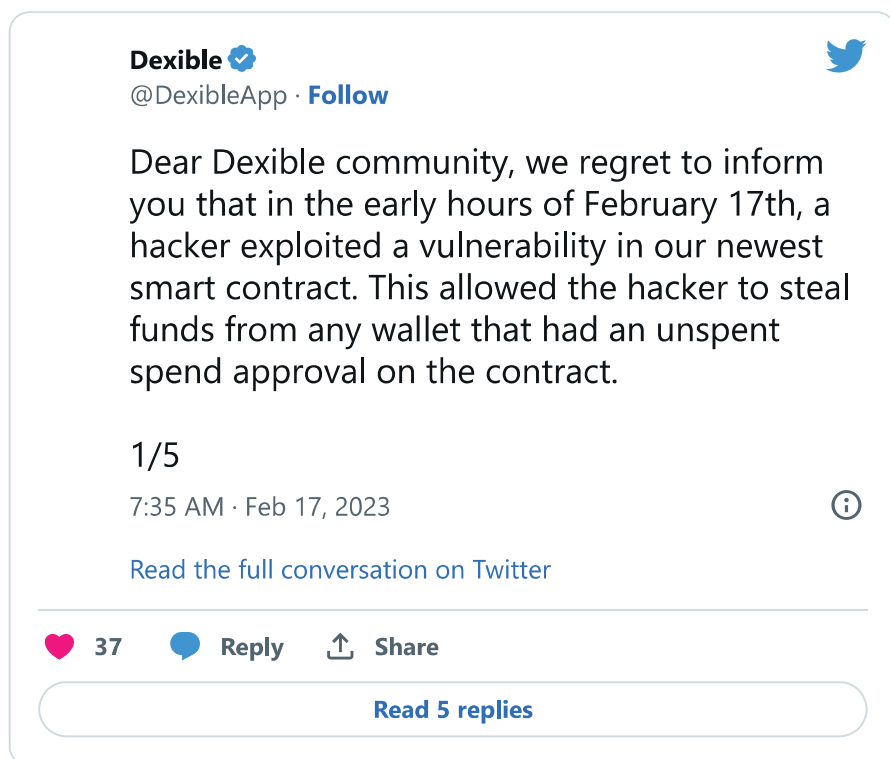 Dexible
@DexibleApp · Follow
Dear Dexible community, we regret to inform
you that in the early hours of February 17th, a
hacker exploited a vulnerability in our newest
smart contract. This allowed the hacker to steal
funds from any wallet that had an unspent
spend approval on the contract.
1/5
7:35 AM · Feb 17, 2023
Read the full conversation on Twitter
37 Reply Share
Read 5 replies